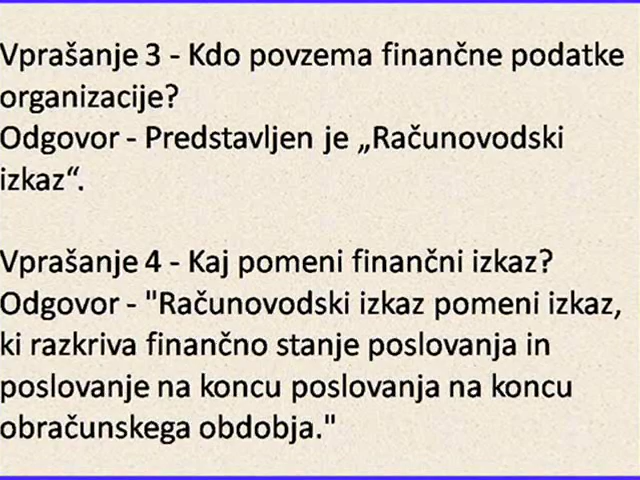 Vprašanje 3 - Kdo povzema finančne podatke
organizacije?
Odgovor - Predstavljen je „Računovodski
izkaz“.
Vprašanje 4 - Kaj pomeni finančni izkaz?
Odgovor - "Računovodski izkaz pomeni izkaz,
ki razkriva finančno stanje poslovanja in
poslovanje na koncu poslovanja na koncu
obračunskega obdobja."